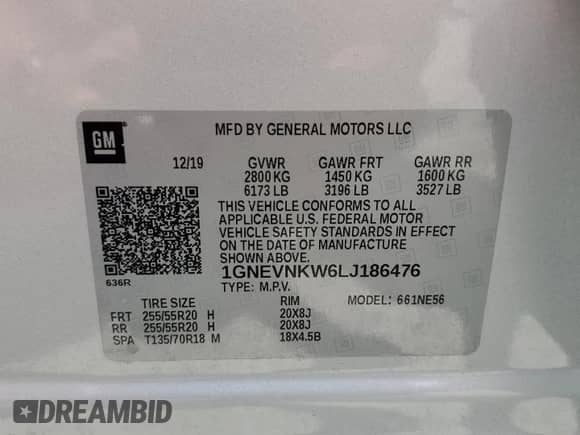 GM
MFD BY GENERAL MOTORS LLC
12/19 GVWR GAWR FRT GAWR RR
2800 KG 1450 KG 1600 KG
6173 LB 3196 LB 3527 LB
THIS VEHICLE CONFORMS TO ALL
APPLICABLE U.S. FEDERAL MOTOR
VEHICLE SAFETY STANDARDS IN EFFECT
ON THE DATE OF MANUFACTURE
SHOWN ABOVE.
1GNEVNKW6LJ186476
636R
TYPE: M.P.V. MODEL: 661NE56
TIRE SIZE RIM
FRT 255/55R20 H 20X8J
RR 255/55R20 H 20X8J
SPA T135/70R18 M 18X4.5B
DREAMBID